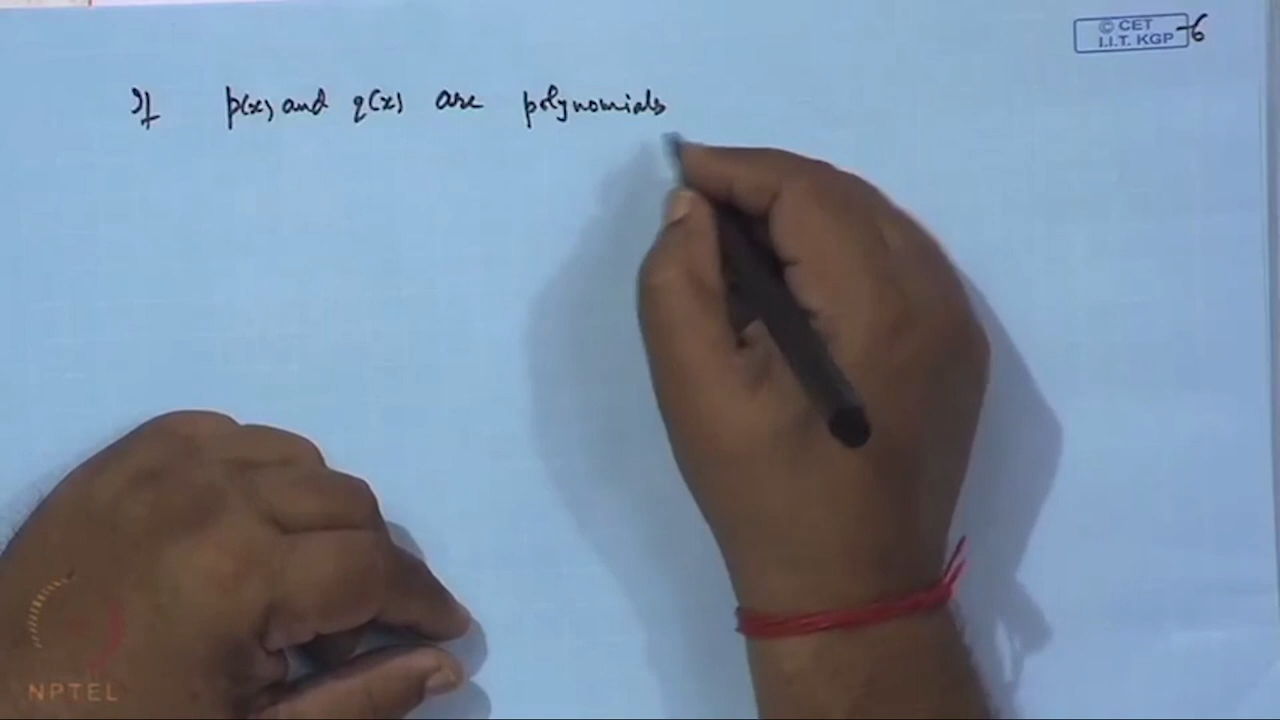 © CET
I.I.T. KGP -6
If p(x) and q(x) are polynomials
NPTEL